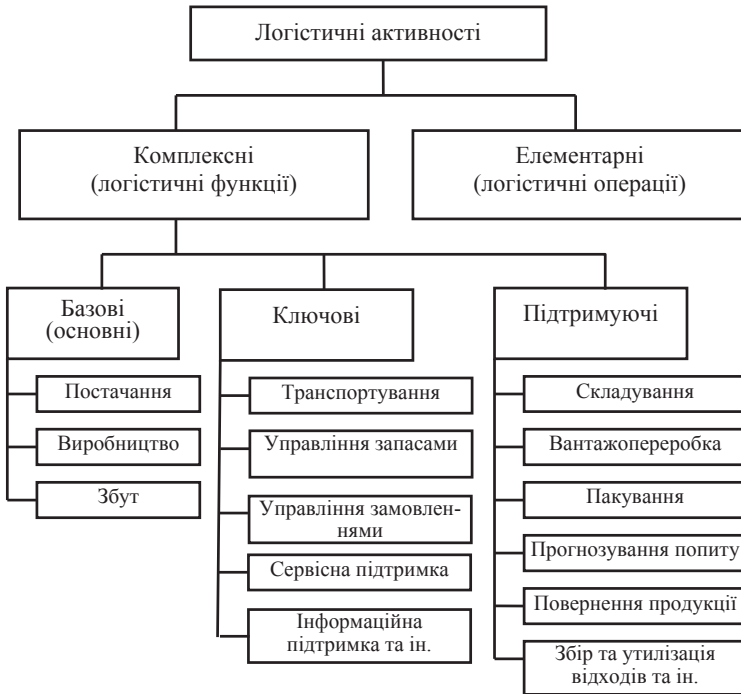 Логістичні активності
Комплексні
(логістичні функції)
Елементарні
(логістичні операції)
Базові
(основні)
Постачання
Виробництво
Збут
Ключові
Транспортування
Управління запасами
Управління замовлен-
нями
Сервісна підтримка
Інформаційна
підтримка та ін.
Підтримуючі
Складування
Вантажопереробка
Пакування
Прогнозування попиту
Повернення продукції
Збір та утилізація
відходів та ін.